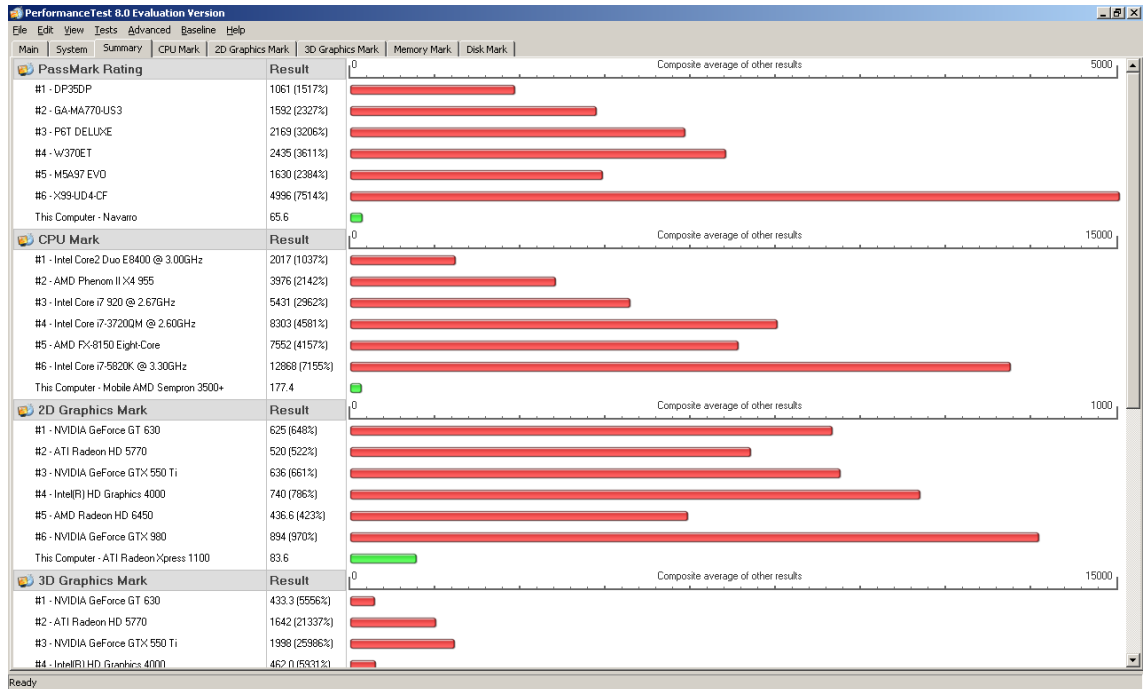 PerformanceTest 8.0 Evaluation Version
File Edit View Tests Advanced Baseline Help
Main System Summary CPU Mark 2D Graphics Mark 3D Graphics Mark Memory Mark Disk Mark
PassMark Rating Result 0 Composite average of other results 5000
#1 - DP35DP 1061 (1517%)
#2 - GA-MA770-US3 1592 (2327%)
#3 - P6T DELUXE 2169 (3206%)
#4 - W370ET 2435 (3611%)
#5 - M5A97 EVO 1630 (2384%)
#6 - X99-UD4-CF 4996 (7514%)
This Computer - Navarro 65.6
CPU Mark Result 0 Composite average of other results 15000
#1 - Intel Core2 Duo E8400 @ 3.00GHz 2017 (1037%)
#2 - AMD Phenom II X4 955 3976 (2142%)
#3 - Intel Core i7 920 @ 2.67GHz 5431 (2962%)
#4 - Intel Core i7-3720QM @ 2.60GHz 8303 (4581%)
#5 - AMD FX-8150 Eight-Core 7552 (4157%)
#6 - Intel Core i7-5820K @ 3.30GHz 12868 (7155%)
This Computer - Mobile AMD Sempron 3500+ 177.4
2D Graphics Mark Result 0 Composite average of other results 1000
#1 - NVIDIA GeForce GT 630 625 (648%)
#2 - ATI Radeon HD 5770 520 (522%)
#3 - NVIDIA GeForce GTX 550 Ti 636 (661%)
#4 - Intel(R) HD Graphics 4000 740 (786%)
#5 - AMD Radeon HD 6450 436.6 (423%)
#6 - NVIDIA GeForce GTX 980 894 (970%)
This Computer - ATI Radeon Xpress 1100 83.6
3D Graphics Mark Result 0 Composite average of other results 15000
#1 - NVIDIA GeForce GT 630 433.3 (5556%)
#2 - ATI Radeon HD 5770 1642 (21337%)
#3 - NVIDIA GeForce GTX 550 Ti 1998 (25986%)
#4 - Intel(R) HD Graphics 4000 462.0 (5931%)
Ready